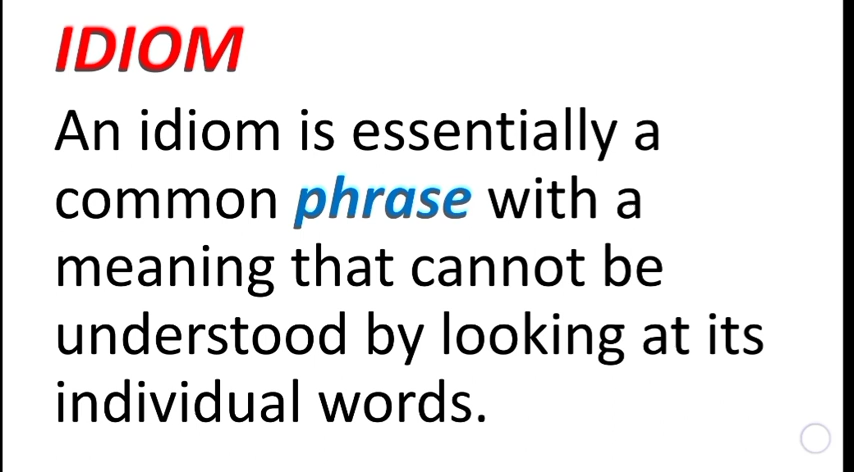 IDIOM
An idiom is essentially a
common phrase with a
meaning that cannot be
understood by looking at its
individual words.